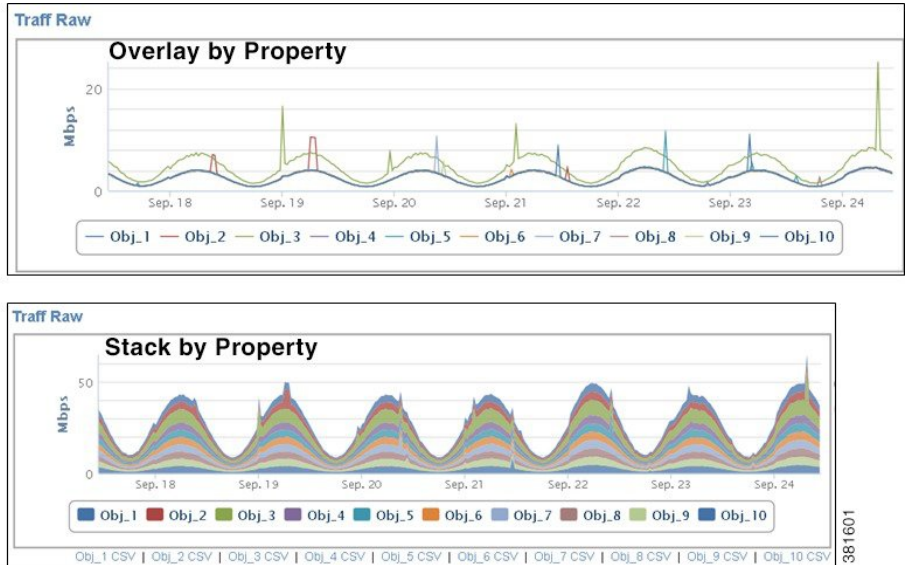 Traff Raw
Overlay by Property
20
Mbps
0
Sep. 18 Sep. 19 Sep. 20 Sep. 21 Sep. 22 Sep. 23 Sep. 24
Obj_1 Obj_2 Obj_3 Obj_4 Obj_5 Obj_6 Obj_7 Obj_8 Obj_9 Obj_10
Traff Raw
Stack by Property
50
Mbps
0
Sep. 18 Sep. 19 Sep. 20 Sep. 21 Sep. 22 Sep. 23 Sep. 24
Obj_1 Obj_2 Obj_3 Obj_4 Obj_5 Obj_6 Obj_7 Obj_8 Obj_9 Obj_10
Obj_1 CSV | Obj_2 CSV | Obj_3 CSV | Obj_4 CSV | Obj_5 CSV | Obj_6 CSV | Obj_7 CSV | Obj_8 CSV | Obj_9 CSV | Obj_10 CSV
381601